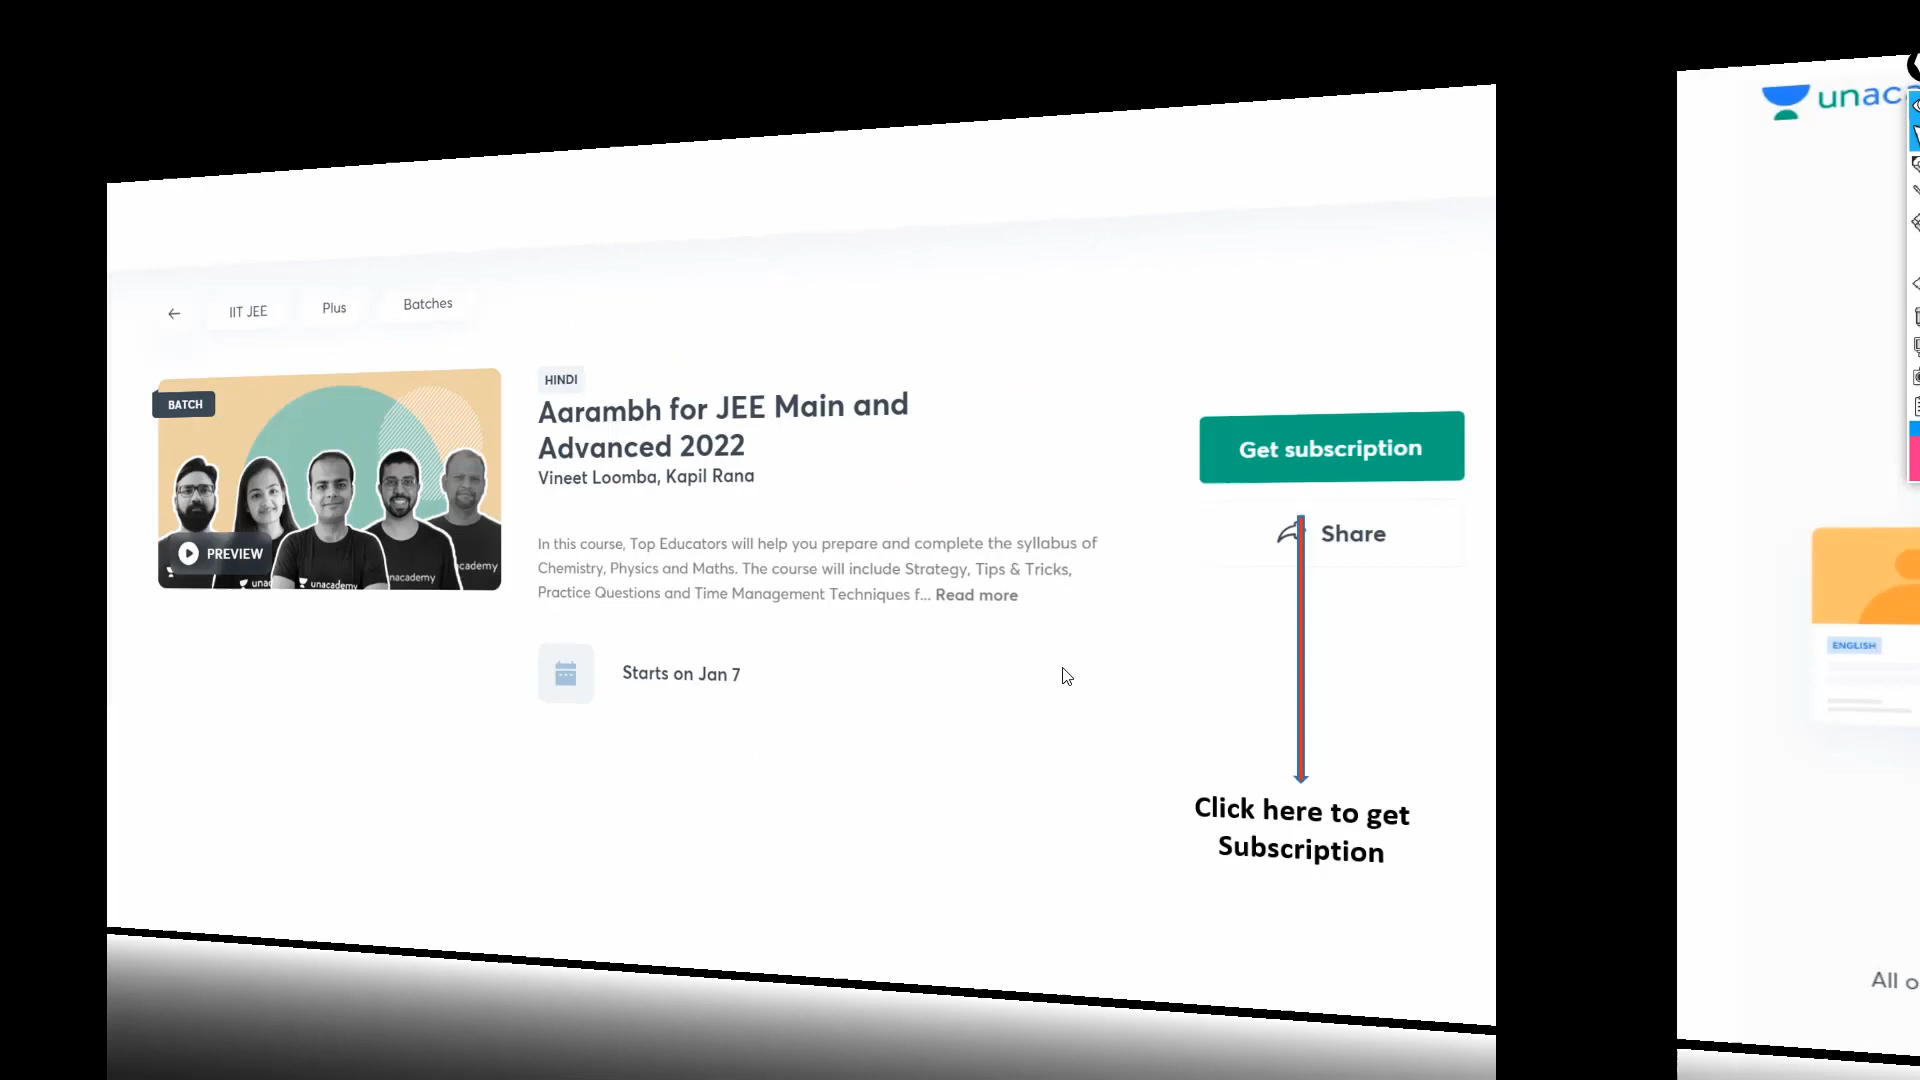 IIT JEE
Plus
Batches
BATCH
PREVIEW
unacademy
HINDI
Aarambh for JEE Main and
Advanced 2022
Vineet Loomba, Kapil Rana
In this course, Top Educators will help you prepare and complete the syllabus of
Chemistry, Physics and Maths. The course will include Strategy, Tips & Tricks,
Practice Questions and Time Management Techniques f... Read more
Starts on Jan 7
Get subscription
Share
Click here to get
Subscription
ENGLISH
All